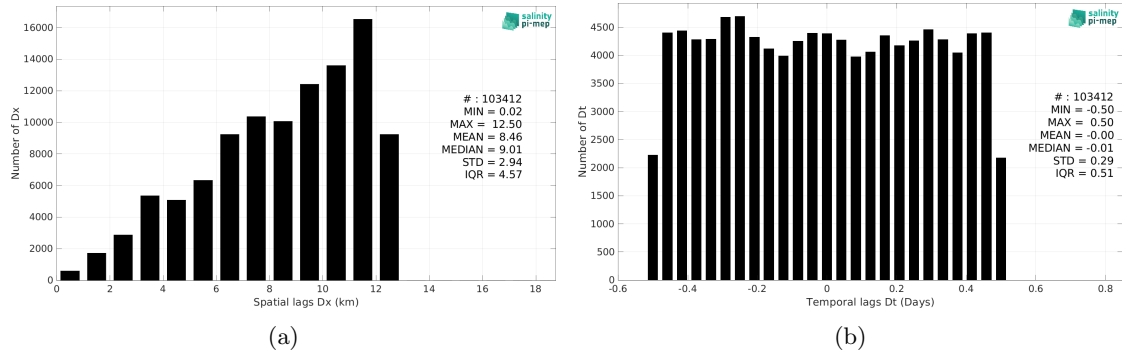 16000
14000
12000
10000
8000
6000
4000
2000
0
Number of Dx
0 2 4 6 8 10 12 14 16 18
Spatial lags Dx (km)
salinity
pi-mep
# : 103412
MIN = 0.02
MAX = 12.50
MEAN = 8.46
MEDIAN = 9.01
STD = 2.94
IQR = 4.57
(a)
4500
4000
3500
3000
2500
2000
1500
1000
500
0
Number of Dt
-0.6 -0.4 -0.2 0 0.2 0.4 0.6 0.8
Temporal lags Dt (Days)
salinity
pi-mep
# : 103412
MIN = -0.50
MAX = 0.50
MEAN = -0.00
MEDIAN = -0.01
STD = 0.29
IQR = 0.51
(b)